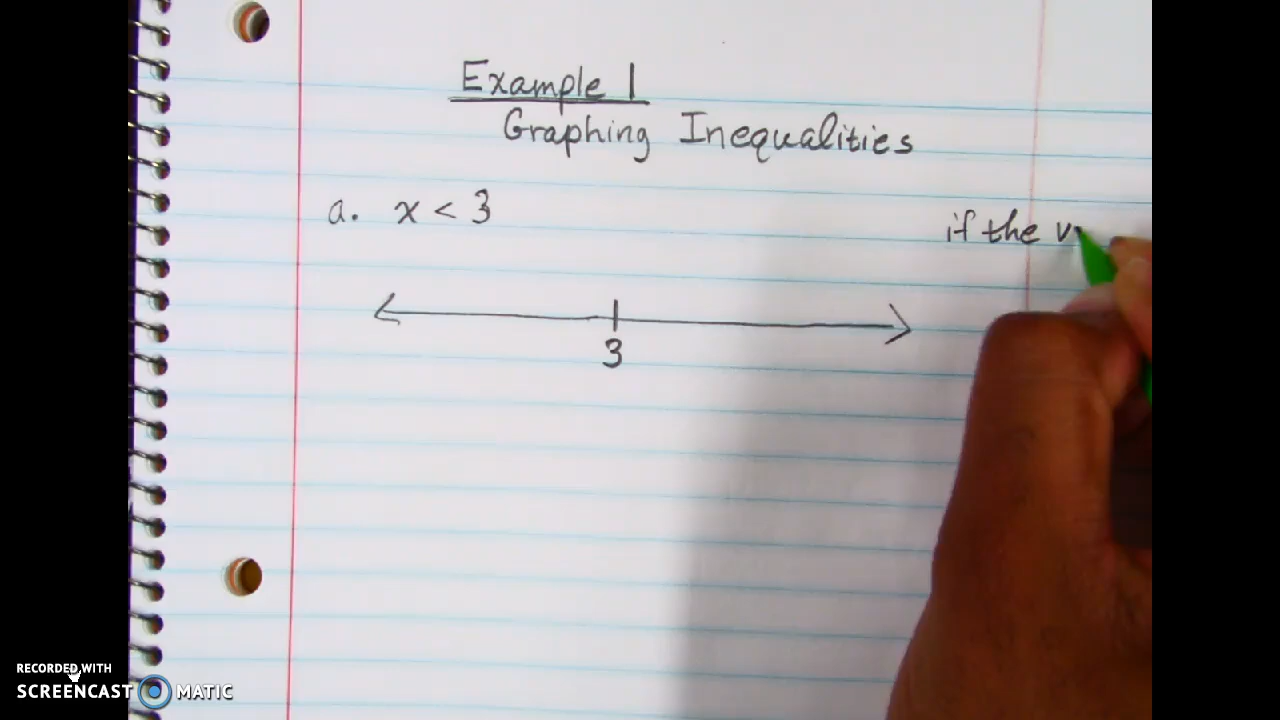 Example 1
Graphing Inequalities
a. x < 3
if the v
3
RECORDED WITH
SCREENCAST MATIC